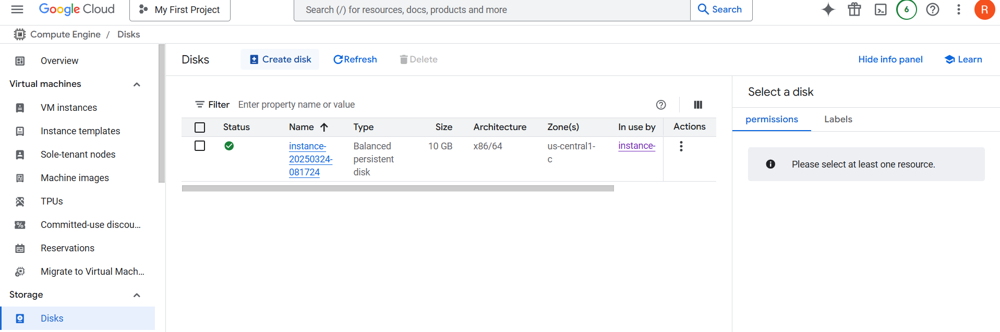 Google Cloud
My First Project
Search (/) for resources, docs, products and more
Search
6
R
Compute Engine / Disks
Overview
Virtual machines
VM instances
Instance templates
Sole-tenant nodes
Machine images
TPUs
Committed-use discou...
Reservations
Migrate to Virtual Mach...
Storage
Disks
Disks
Create disk
Refresh
Delete
Hide info panel
Learn
Filter Enter property name or value
Status Name Type Size Architecture Zone(s) In use by Actions
instance- Balanced 10 GB x86/64 us-central1- instance-
20250324- persistent c
081724 disk
Select a disk
permissions Labels
Please select at least one resource.